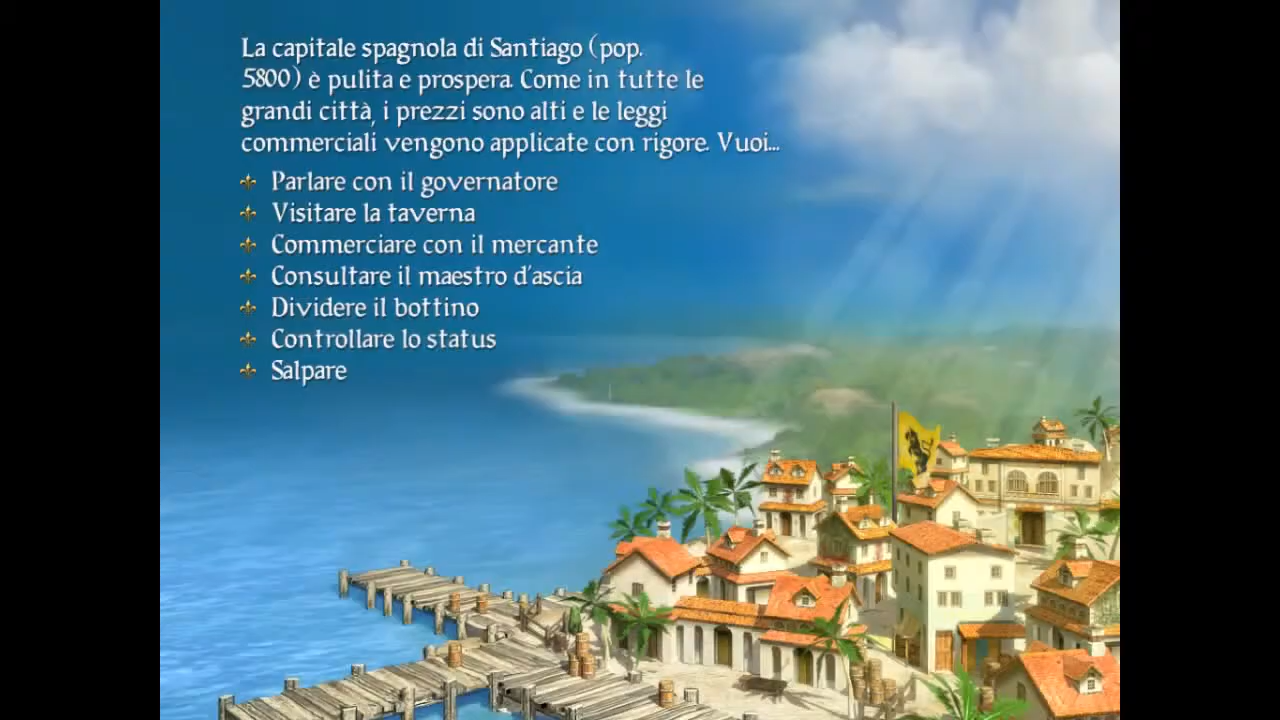 La capitale spagnola di Santiago (pop.
5800) è pulita e prospera. Come in tutte le
grandi città, i prezzi sono alti e le leggi
commerciali vengono applicate con rigore. Vuoi...
Parlare con il governatore
Visitare la taverna
Commerciare con il mercante
Consultare il maestro d'ascia
Dividere il bottino
Controllare lo status
Salpare